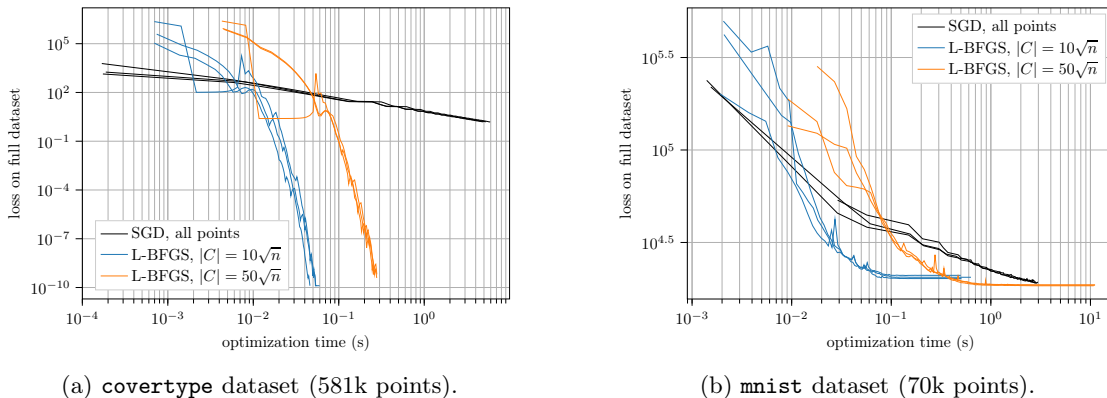 10^5
10^2
10^−1
10^−4
10^−7
10^−10
loss on full dataset
SGD, all points
L-BFGS, |C| = 10√n
L-BFGS, |C| = 50√n
10^−4 10^−3 10^−2 10^−1 10^0
optimization time (s)
(a) covertype dataset (581k points).
10^5.5
10^5
10^4.5
loss on full dataset
SGD, all points
L-BFGS, |C| = 10√n
L-BFGS, |C| = 50√n
10^−3 10^−2 10^−1 10^0 10^1
optimization time (s)
(b) mnist dataset (70k points).